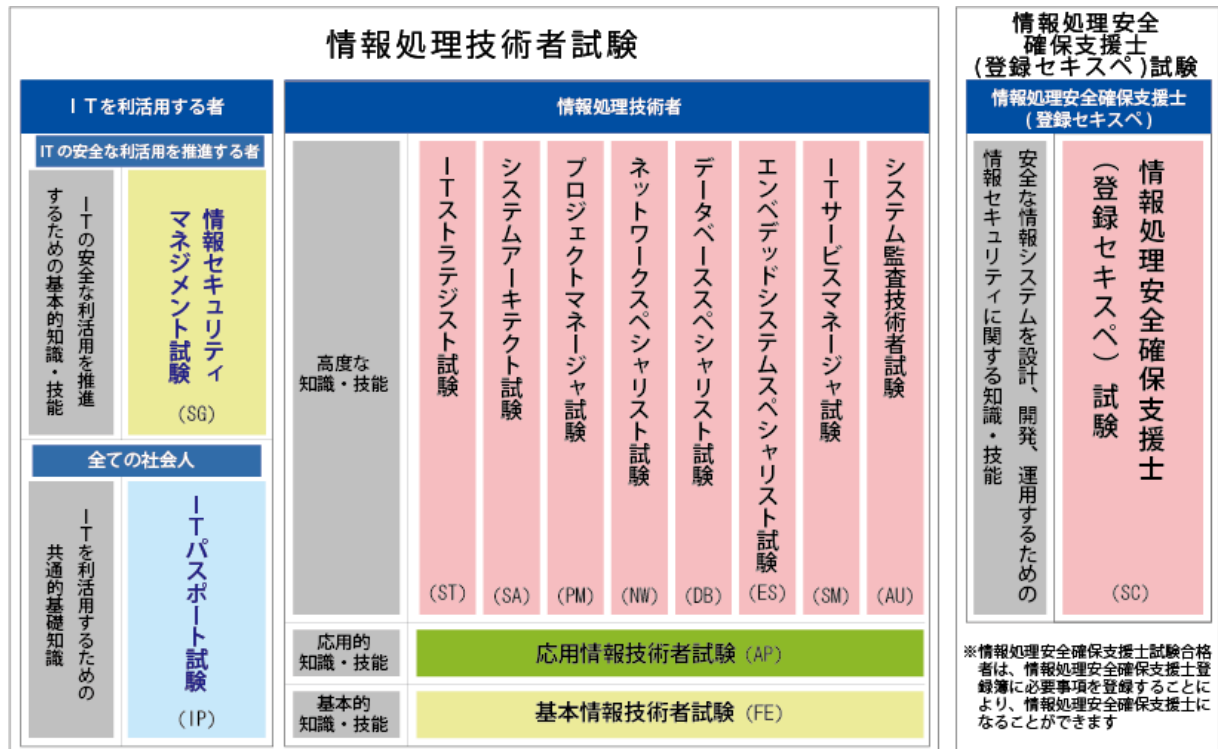 情報処理技術者試験
ITを利活用する者
ITの安全な利活用を推進する者
ITの安全な利活用を推進
するための基本的知識・技能
情報セキュリティ
マネジメント試験
(SG)
全ての社会人
ITを利活用するための
共通的基礎知識
ITパスポート試験
(IP)
情報処理技術者
高度な
知識・技能
ITストラテジスト試験
(ST)
システムアーキテクト試験
(SA)
プロジェクトマネージャ試験
(PM)
ネットワークスペシャリスト試験
(NW)
データベーススペシャリスト試験
(DB)
エンベデッドシステムスペシャリスト試験
(ES)
ITサービスマネージャ試験
(SM)
システム監査技術者試験
(AU)
応用的
知識・技能
応用情報技術者試験(AP)
基本的
知識・技能
基本情報技術者試験(FE)
情報処理安全
確保支援士
(登録セキスペ)試験
情報処理安全確保支援士
(登録セキスペ)
安全な情報システムを設計、開発、運用するための
情報セキュリティに関する知識・技能
情報処理安全確保支援士
(登録セキスペ)試験
(SC)
※情報処理安全確保支援士試験合格
者は、情報処理安全確保支援士登
録簿に必要事項を登録することに
より、情報処理安全確保支援士に
なることができます